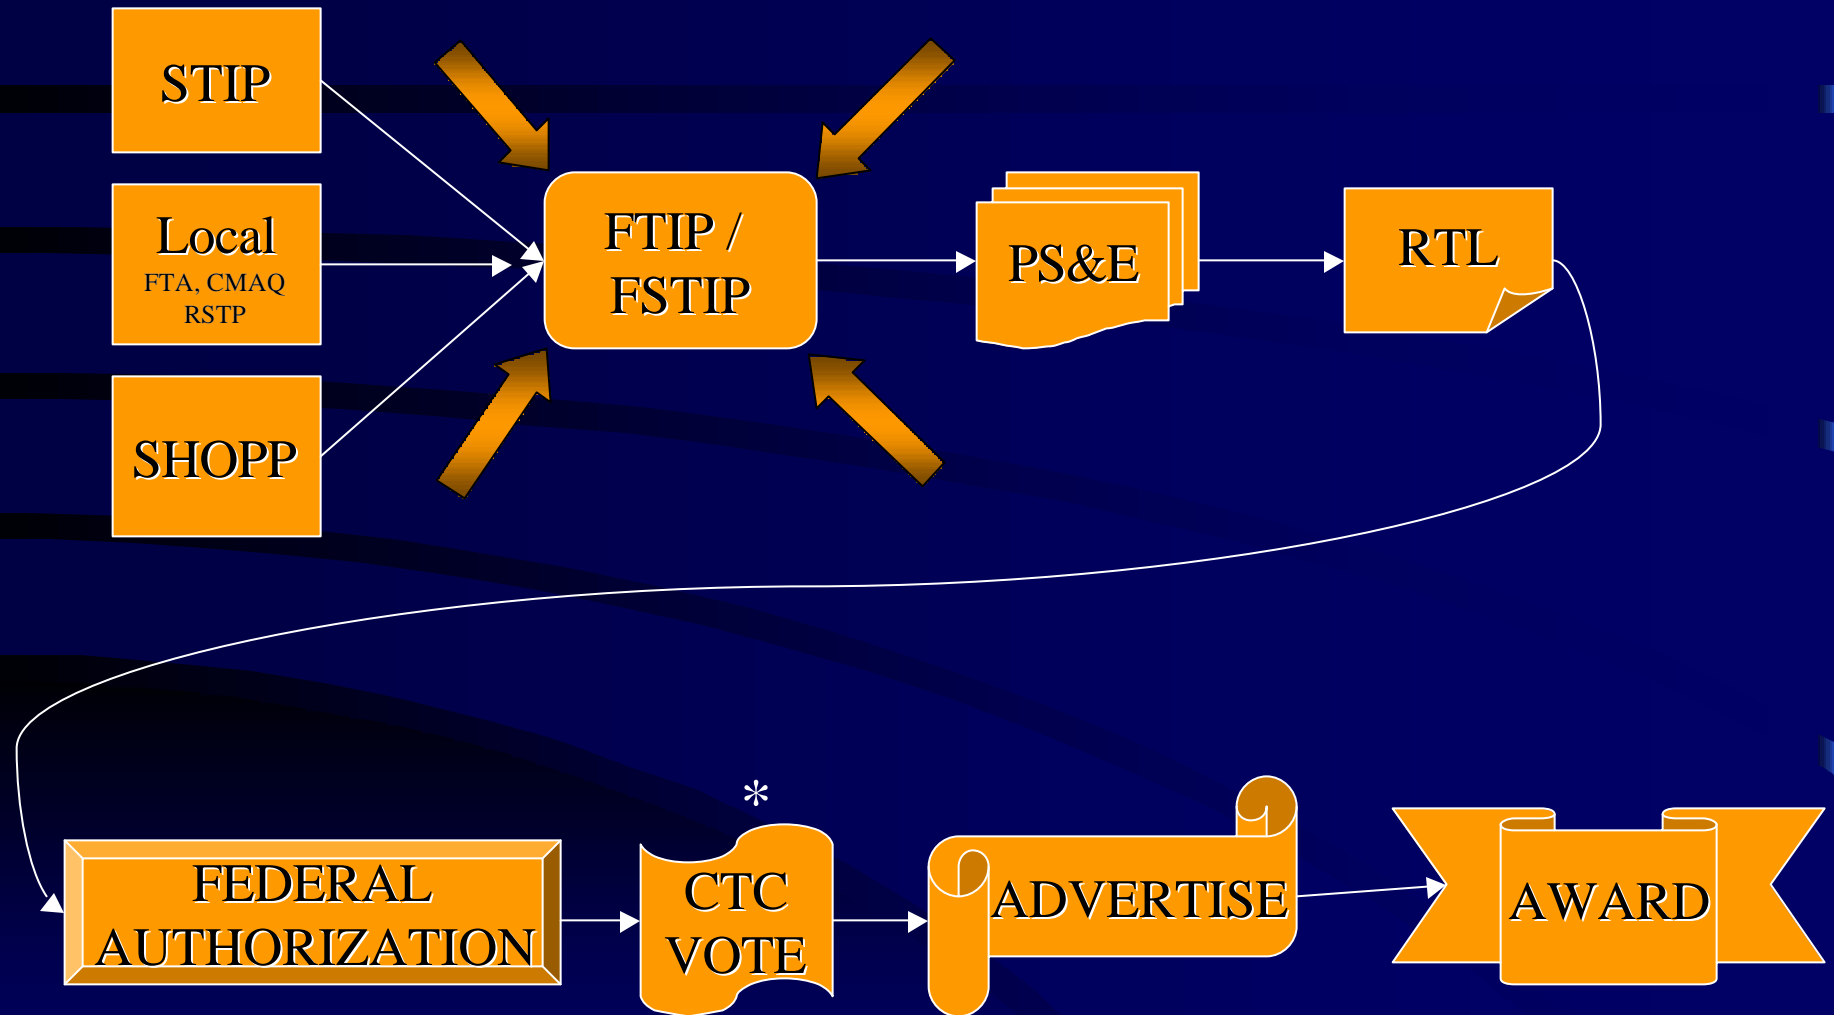 STIP
Local
FTA, CMAQ
RSTP
SHOPP
FTIP /
FSTIP
PS&E
RTL
FEDERAL
AUTHORIZATION
*
CTC
VOTE
ADVERTISE
AWARD